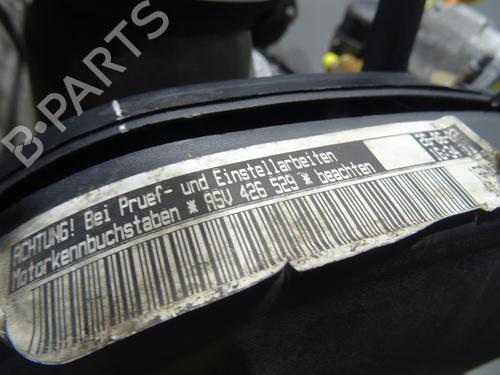 B-PARTS
ACHTUNG! Bei Pruef- und Einstellarbeiten
Motorkennbuchstaben * ASV 426 529 * beachten